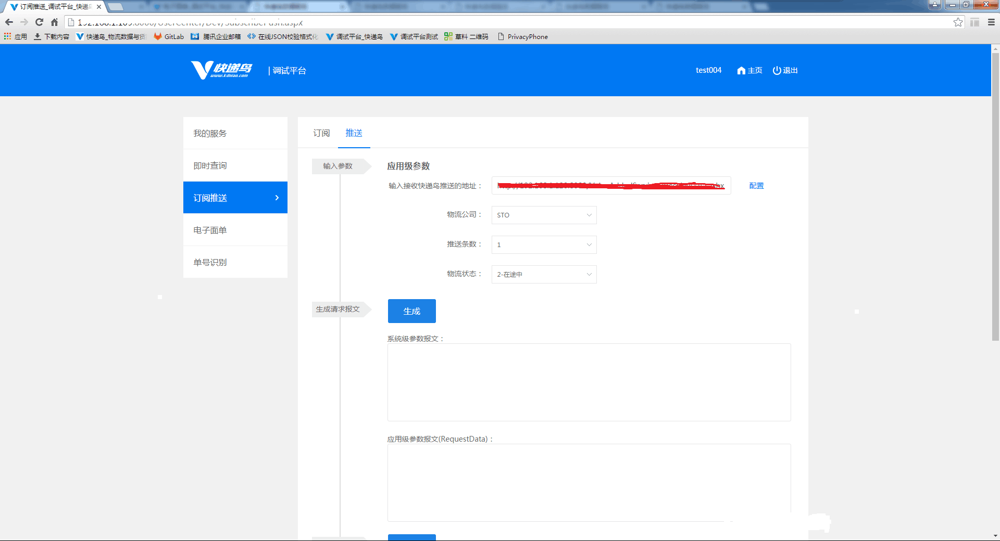 订阅推送_调试平台_快递
应用
下载内容
快递鸟_物流数据与货
GitLab
腾讯企业邮箱
在线JSON校验格式化
调试平台_快递鸟
调试平台测试
草料 二维码
PrivacyPhone
快递鸟
www.kdniao.com
| 调试平台
test004
主页
退出
我的服务
即时查询
订阅推送
电子面单
单号识别
订阅
推送
输入参数
应用级参数
输入接收快递鸟推送的地址：
配置
物流公司：
STO
推送条数：
1
物流状态：
2-在途中
生成请求报文
生成
系统级参数报文：
应用级参数报文(RequestData)：